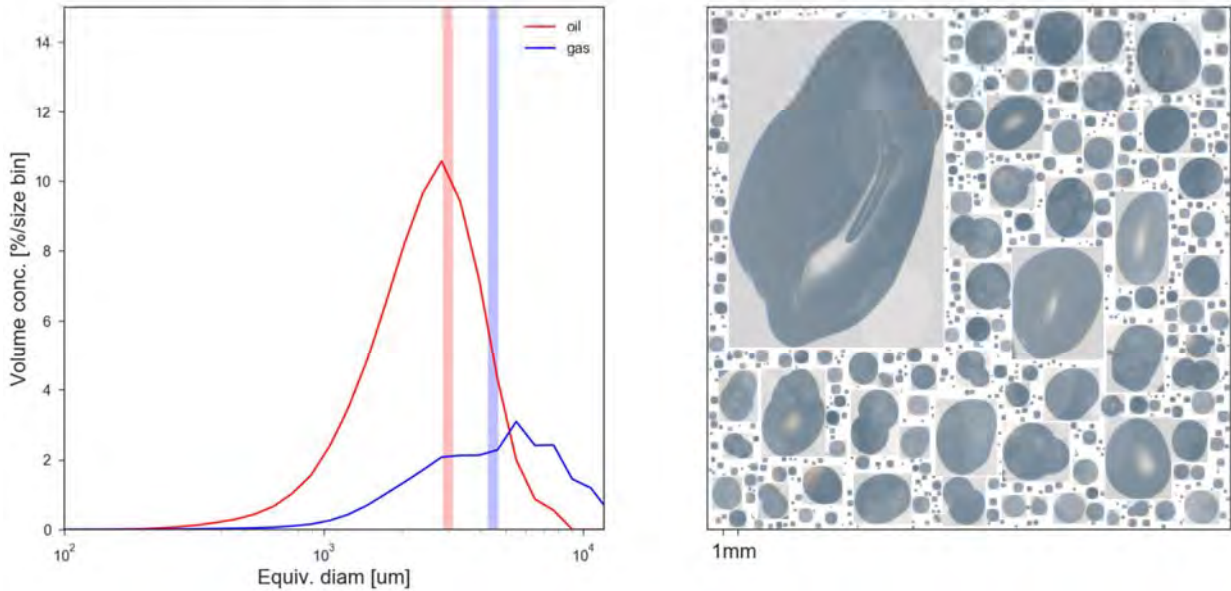 14
12
10
8
6
4
2
0
Volume conc. [%/size bin]
oil
gas
10²
10³
10⁴
Equiv. diam [um]
1mm